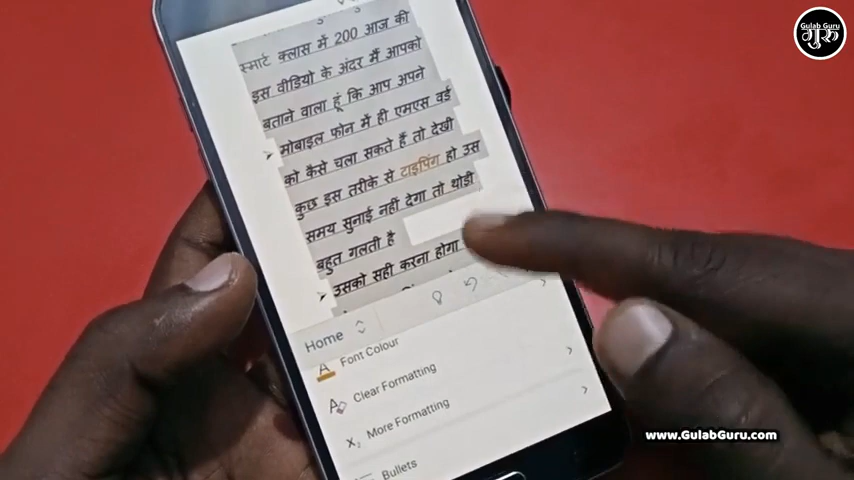 Gulab Guru
गुरू
स्मार्ट क्लास में 200 आज की
इस वीडियो के अंदर मैं आपको
बताने वाला हूं कि आप अपने
मोबाइल फोन में ही एमएस वर्ड
को कैसे चला सकते हैं तो देखी
कुछ इस तरीके से टाइपिंग हो उस
समय सुनाई नहीं देगा तो थोड़ी
बहुत गलती है
उसको सही करना होगा
Home
Font Colour
Clear Formatting
More Formatting
Bullets
www.GulabGuru.com